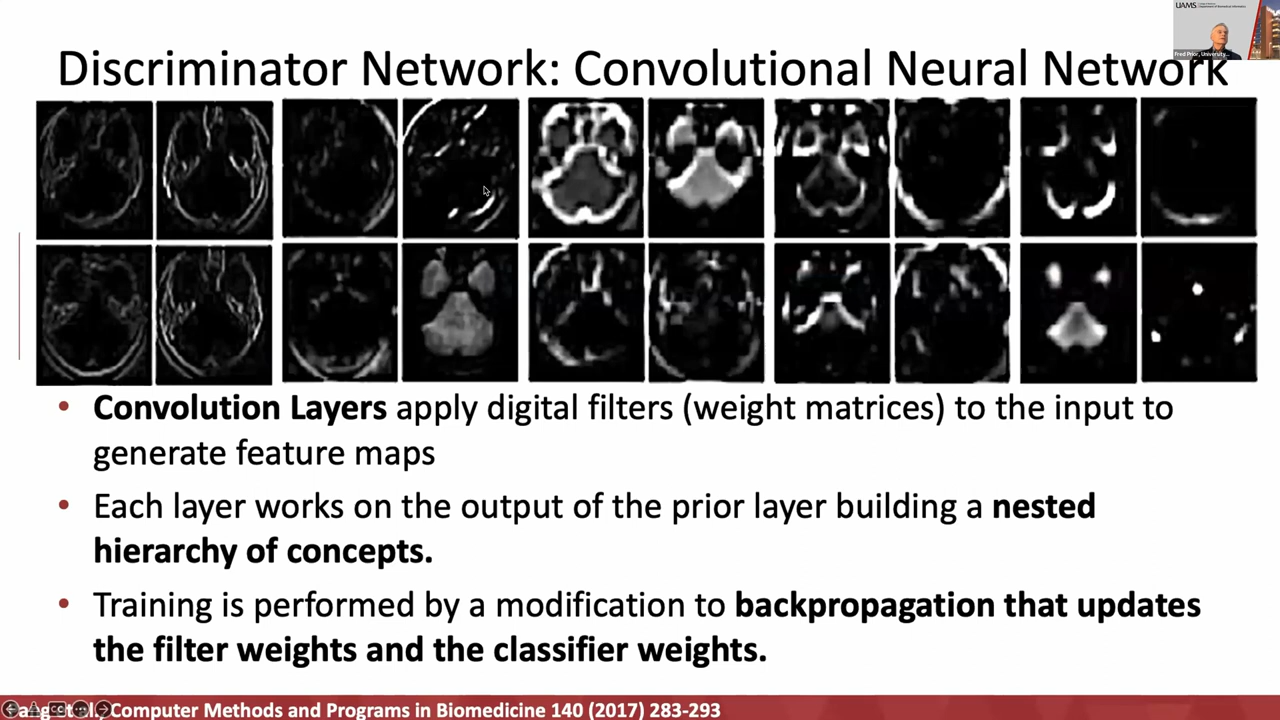 UAMS
Fred Prior, University...
Discriminator Network: Convolutional Neural Network
• Convolution Layers apply digital filters (weight matrices) to the input to
generate feature maps
• Each layer works on the output of the prior layer building a nested
hierarchy of concepts.
• Training is performed by a modification to backpropagation that updates
the filter weights and the classifier weights.
Computer Methods and Programs in Biomedicine 140 (2017) 283-293